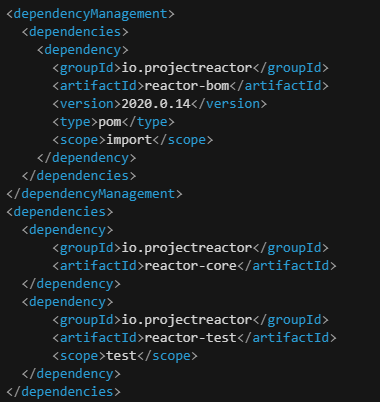 <dependencyManagement>
  <dependencies>
    <dependency>
      <groupId>io.projectreactor</groupId>
      <artifactId>reactor-bom</artifactId>
      <version>2020.0.14</version>
      <type>pom</type>
      <scope>import</scope>
    </dependency>
  </dependencies>
</dependencyManagement>
<dependencies>
  <dependency>
      <groupId>io.projectreactor</groupId>
      <artifactId>reactor-core</artifactId>
  </dependency>
  <dependency>
      <groupId>io.projectreactor</groupId>
      <artifactId>reactor-test</artifactId>
      <scope>test</scope>
  </dependency>
</dependencies>